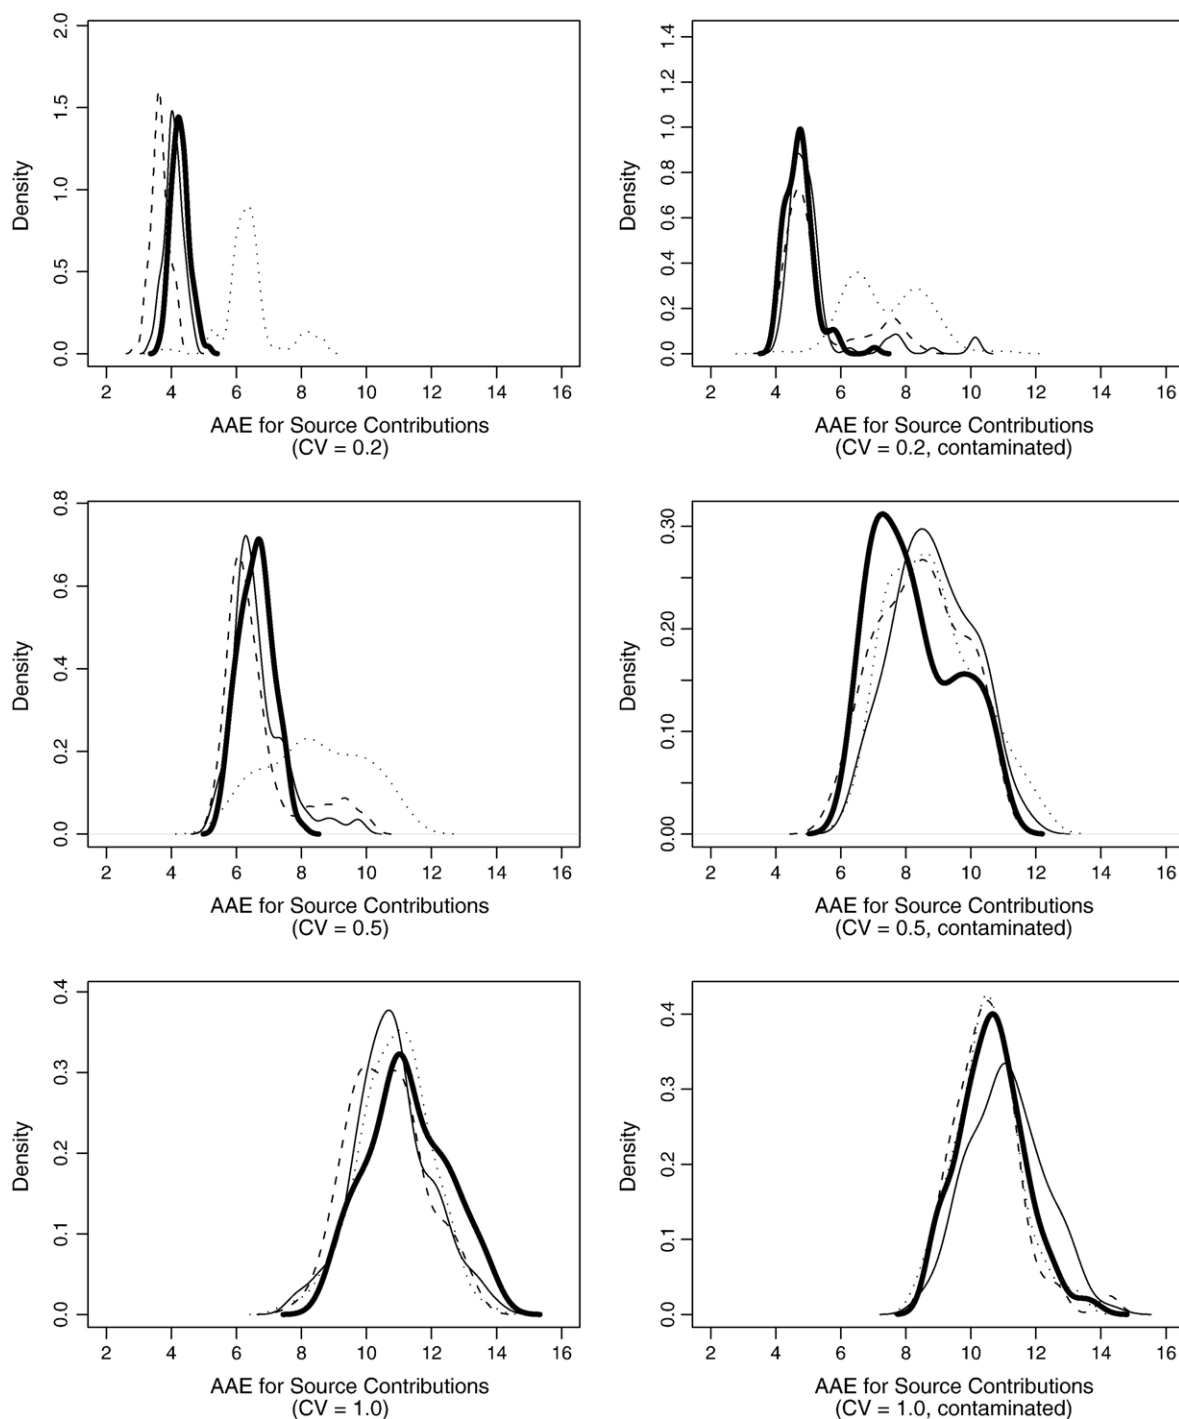 Density
2.0
1.5
1.0
0.5
0.0
2 4 6 8 10 12 14 16
AAE for Source Contributions
(CV = 0.2)
Density
1.4
1.2
1.0
0.8
0.6
0.4
0.2
0.0
2 4 6 8 10 12 14 16
AAE for Source Contributions
(CV = 0.2, contaminated)
Density
0.8
0.6
0.4
0.2
0.0
2 4 6 8 10 12 14 16
AAE for Source Contributions
(CV = 0.5)
Density
0.30
0.20
0.10
0.00
2 4 6 8 10 12 14 16
AAE for Source Contributions
(CV = 0.5, contaminated)
Density
0.4
0.3
0.2
0.1
0.0
2 4 6 8 10 12 14 16
AAE for Source Contributions
(CV = 1.0)
Density
0.4
0.3
0.2
0.1
0.0
2 4 6 8 10 12 14 16
AAE for Source Contributions
(CV = 1.0, contaminated)